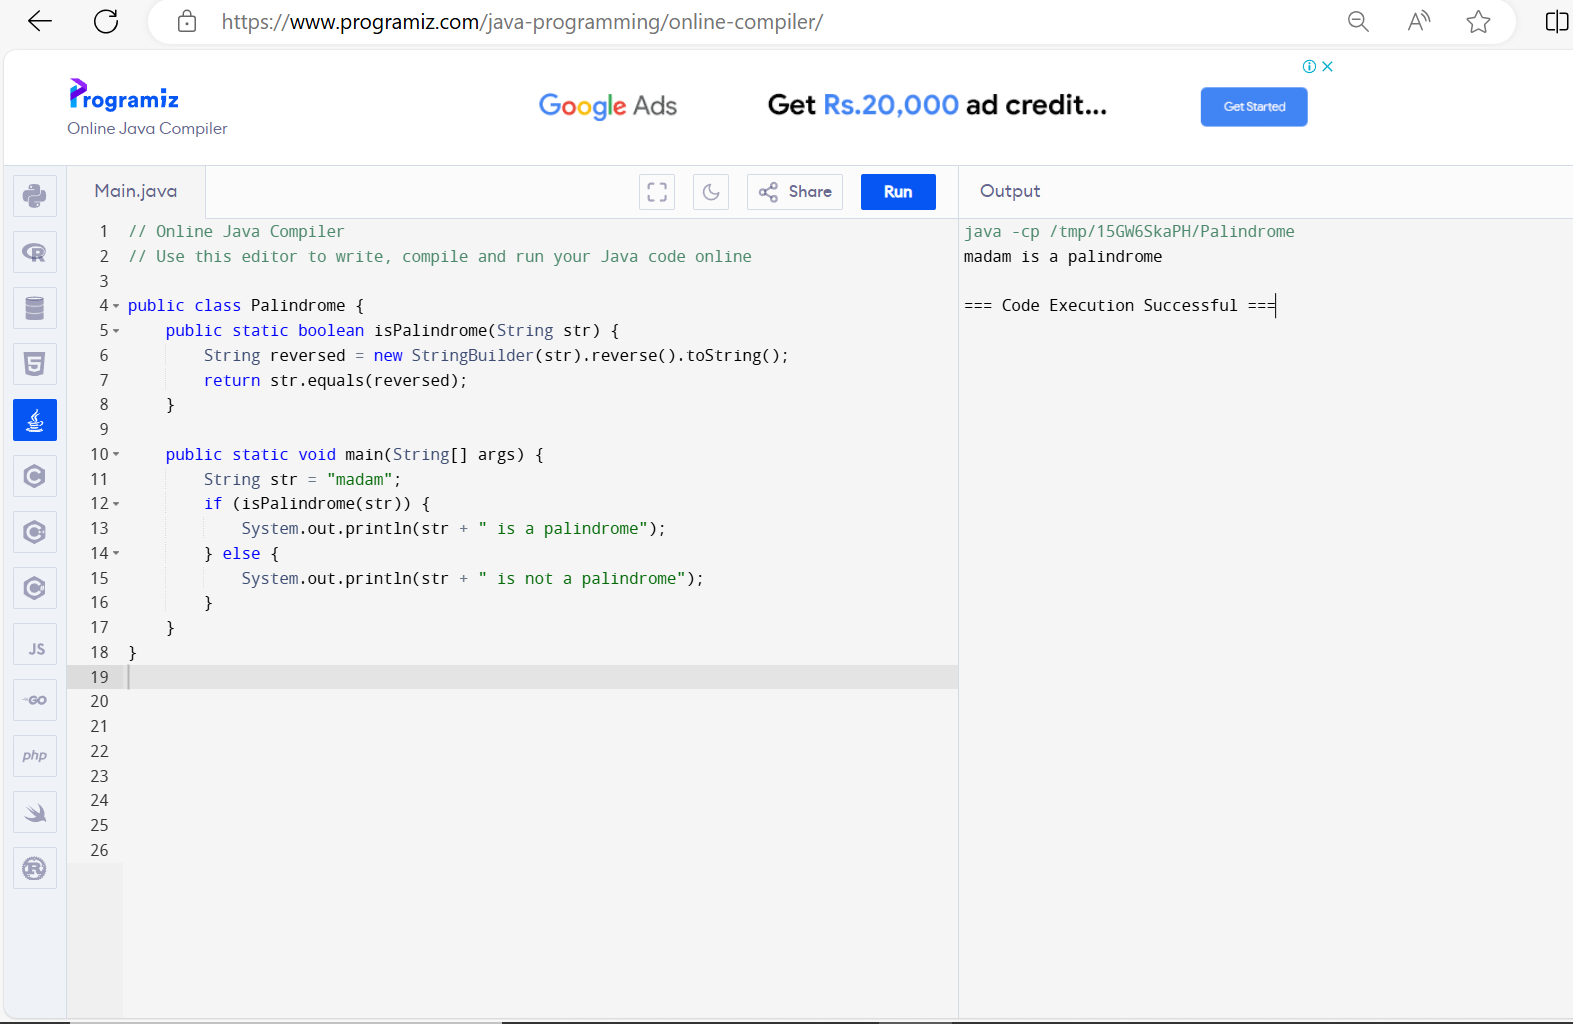 https://www.programiz.com/java-programming/online-compiler/
Programiz
Online Java Compiler
Google Ads
Get Rs.20,000 ad credit...
Get Started
Main.java
Share
Run
Output
1 // Online Java Compiler
2 // Use this editor to write, compile and run your Java code online
3
4 public class Palindrome {
5     public static boolean isPalindrome(String str) {
6         String reversed = new StringBuilder(str).reverse().toString();
7         return str.equals(reversed);
8     }
9
10     public static void main(String[] args) {
11         String str = "madam";
12         if (isPalindrome(str)) {
13             System.out.println(str + " is a palindrome");
14         } else {
15             System.out.println(str + " is not a palindrome");
16         }
17     }
18 }
19
20
21
22
23
24
25
26
java -cp /tmp/15GW6SkaPH/Palindrome
madam is a palindrome
=== Code Execution Successful ===
R
5
C
C
C
JS
GO
php
R